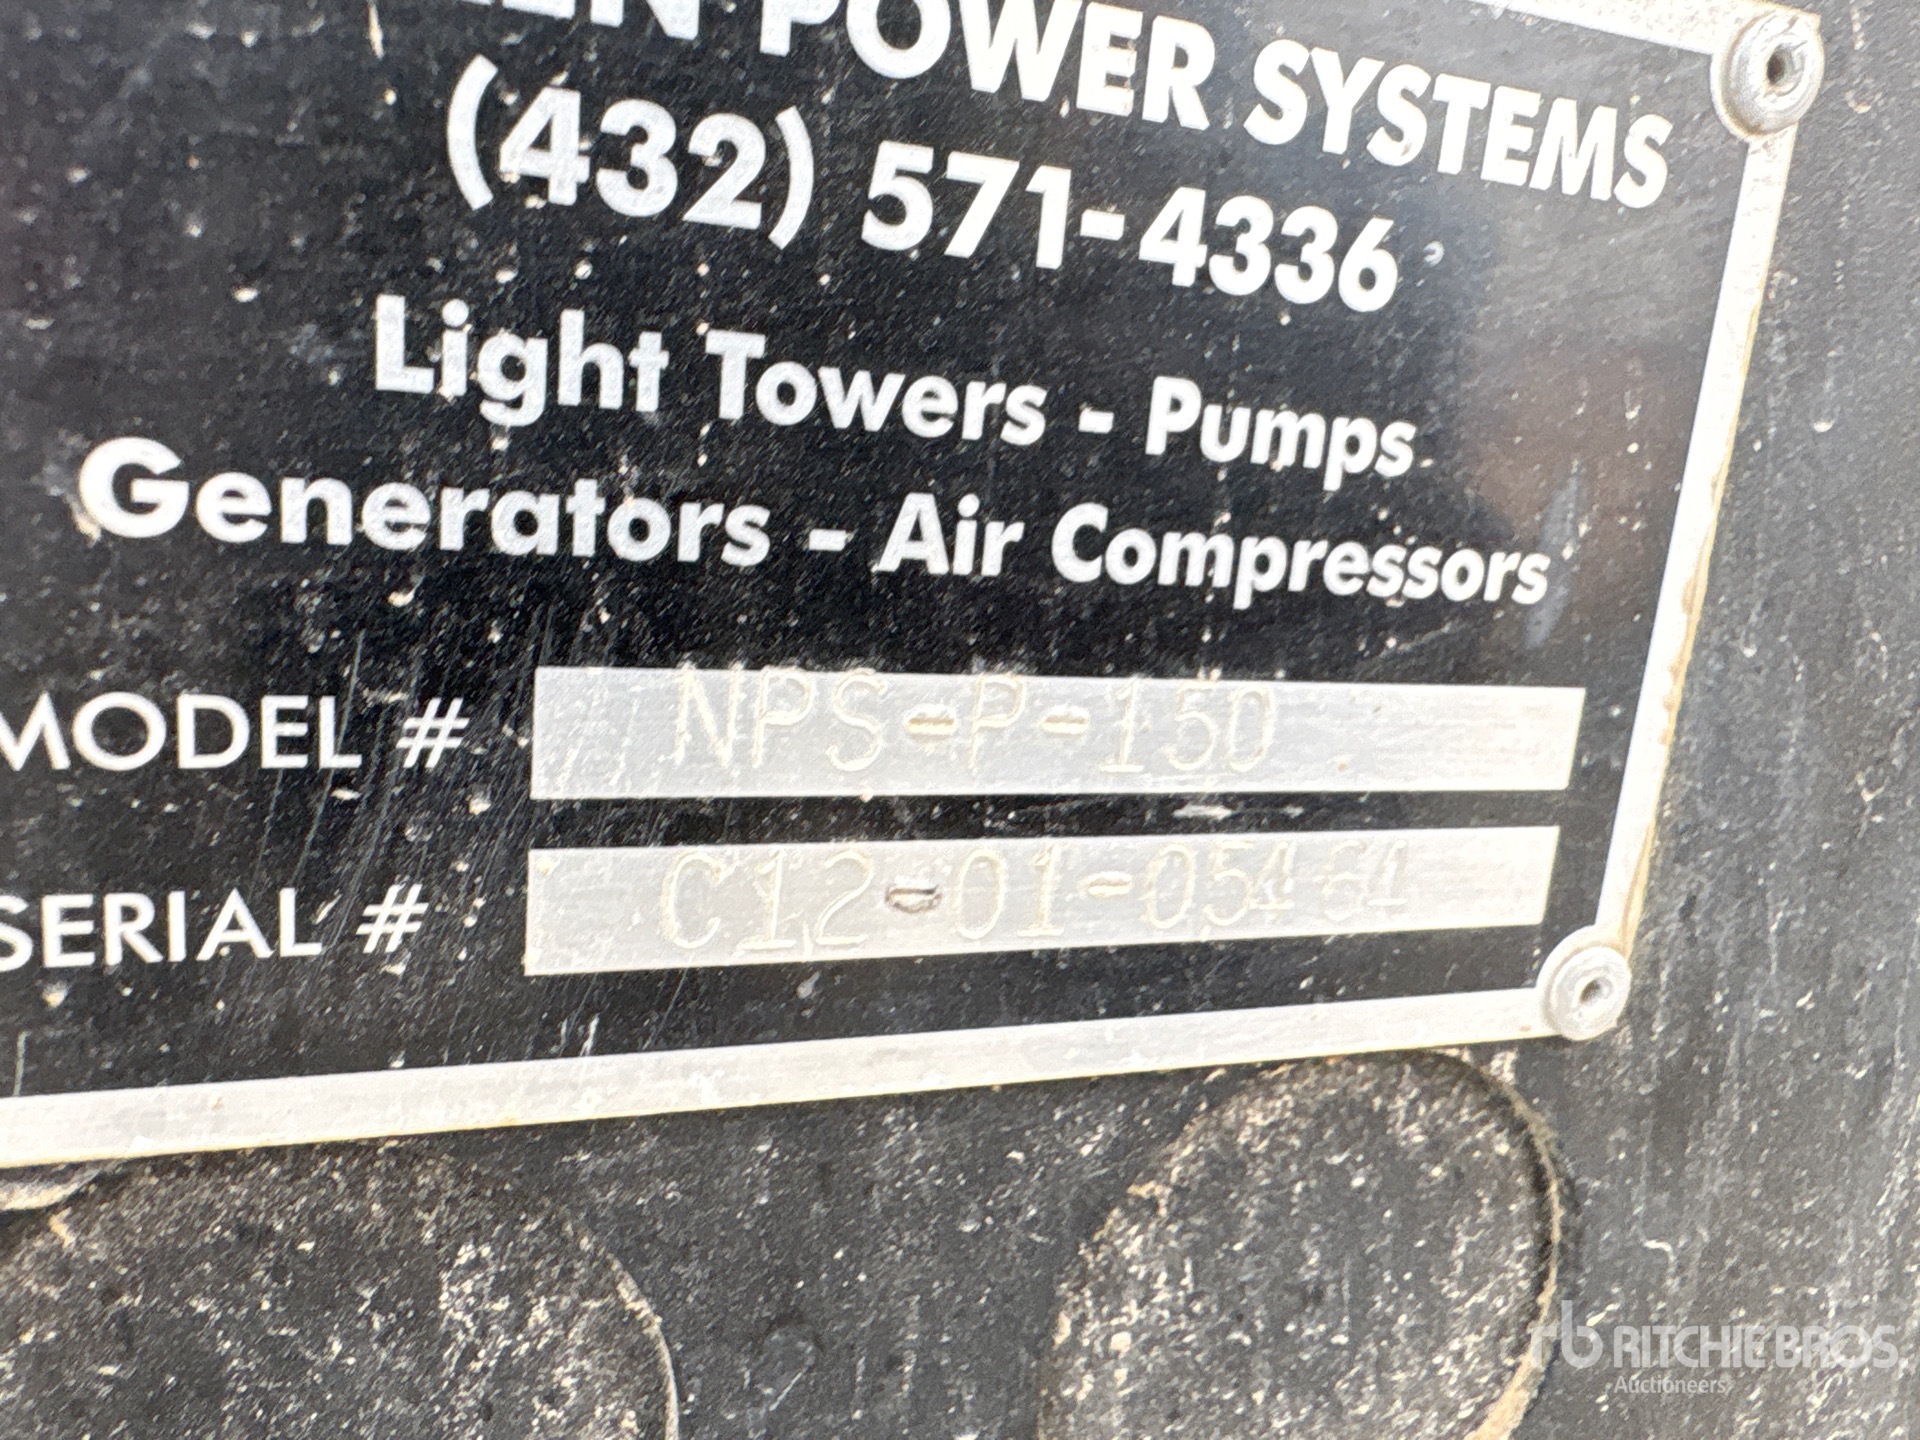 POWER SYSTEMS
(432) 571-4336
Light Towers - Pumps
Generators - Air Compressors
MODEL # NPS-P-150
SERIAL #
RITCHIE BROS.
Auctioneers